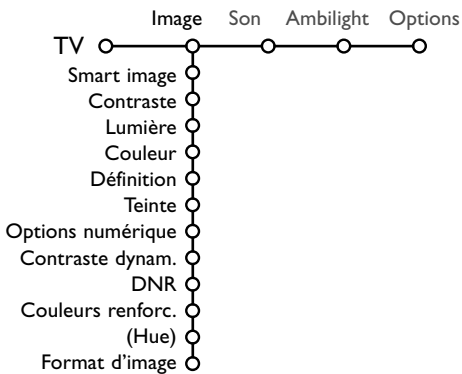 Image Son Ambilight Options
TV
Smart image
Contraste
Lumière
Couleur
Définition
Teinte
Options numérique
Contraste dynam.
DNR
Couleurs renforc.
(Hue)
Format d'image